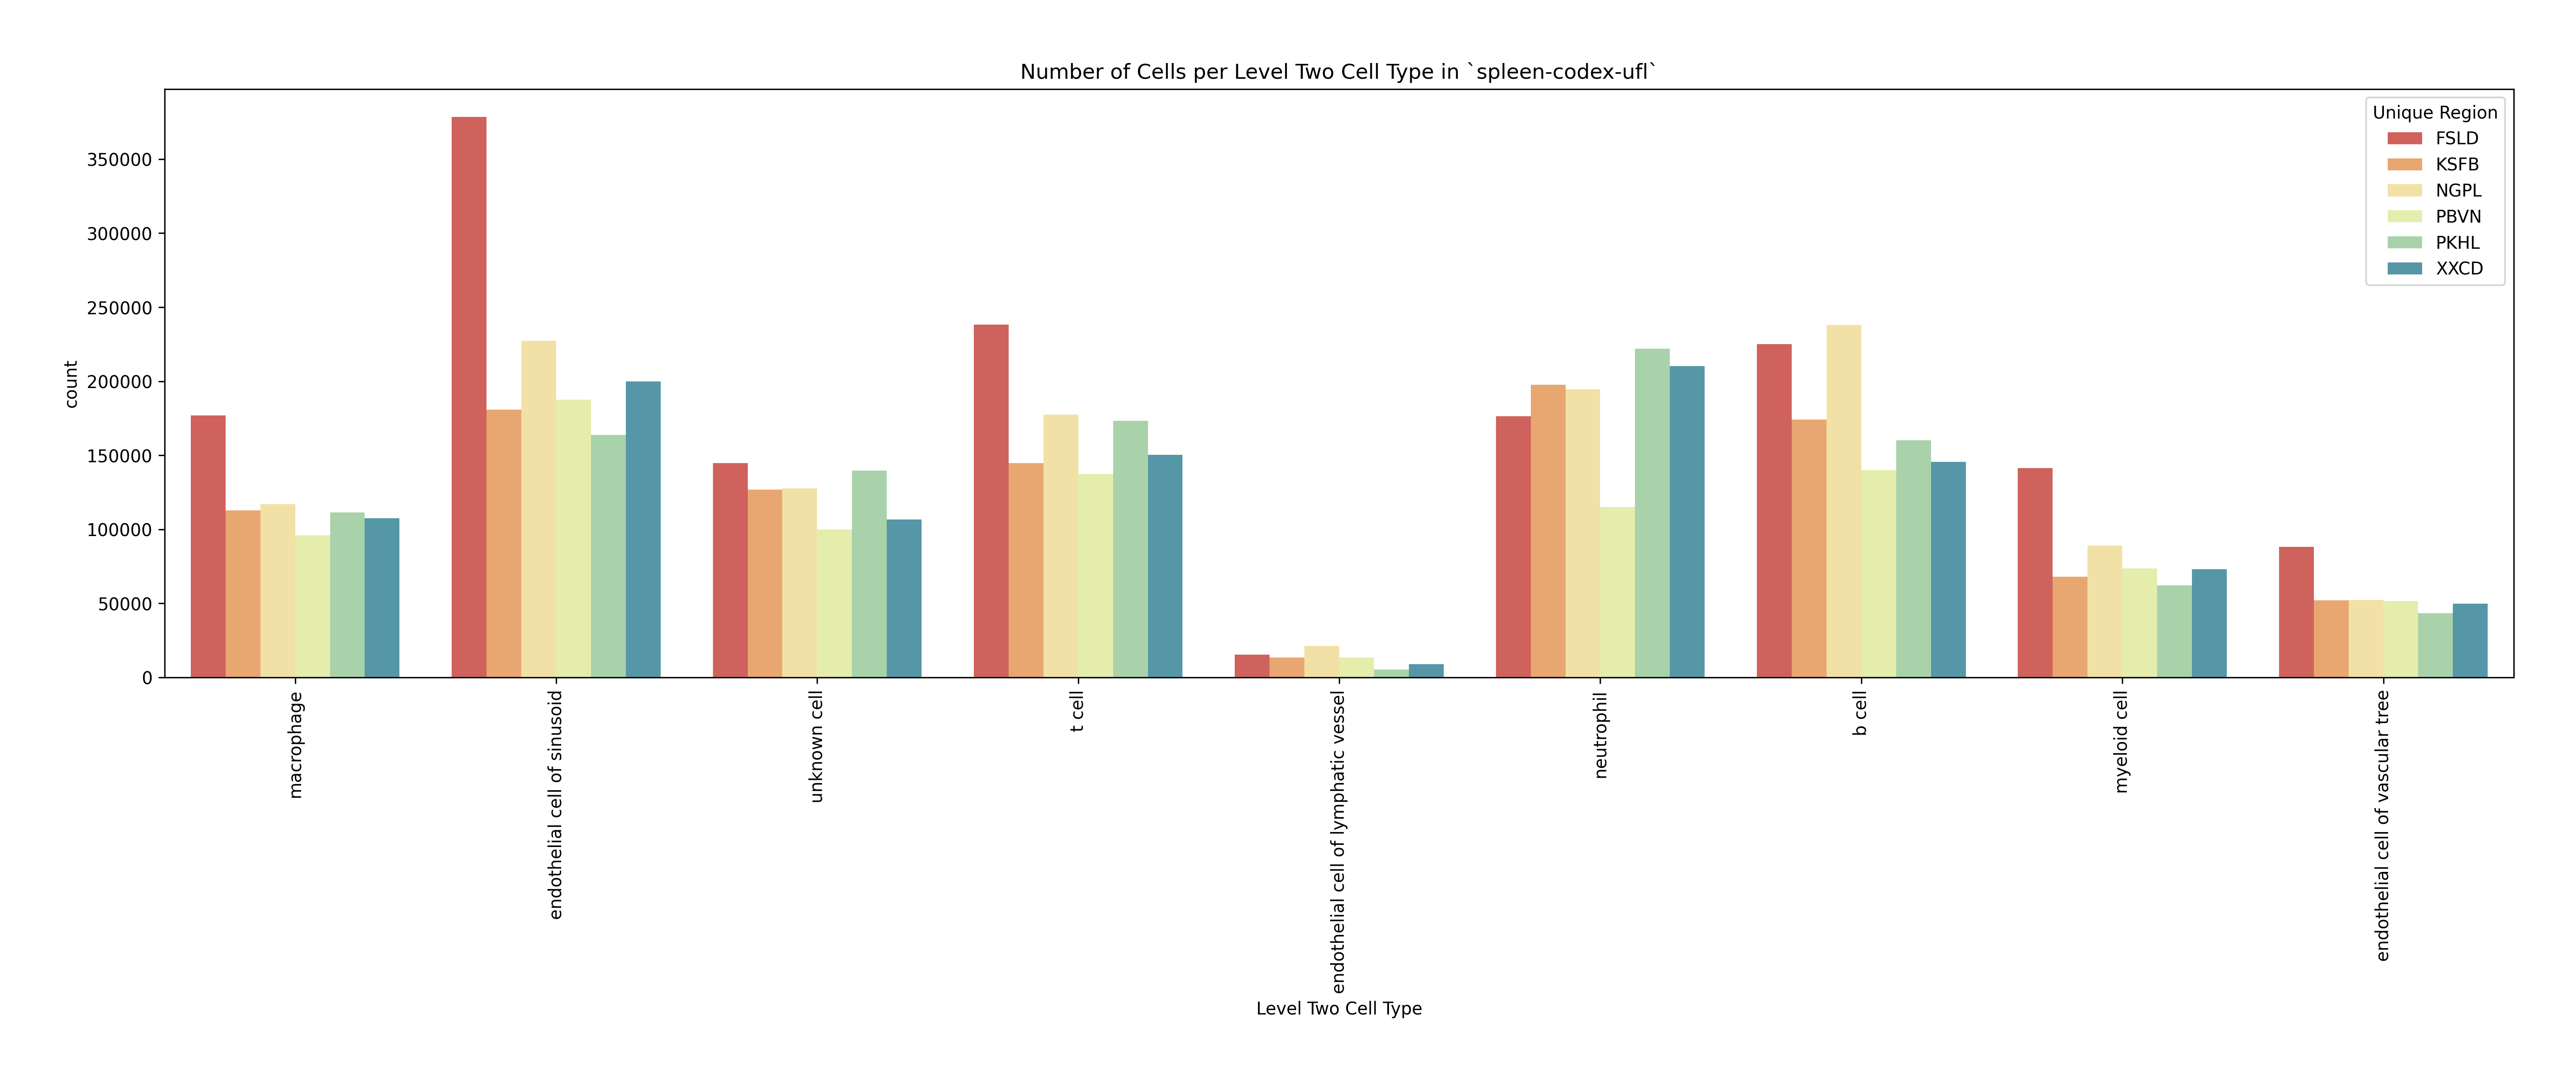 Number of Cells per Level Two Cell Type in `spleen-codex-ufl`
Unique Region
FSLD
KSFB
NGPL
PBVN
PKHL
XXCD
count
350000
300000
250000
200000
150000
100000
50000
0
macrophage
endothelial cell of sinusoid
unknown cell
t cell
endothelial cell of lymphatic vessel
neutrophil
b cell
myeloid cell
endothelial cell of vascular tree
Level Two Cell Type